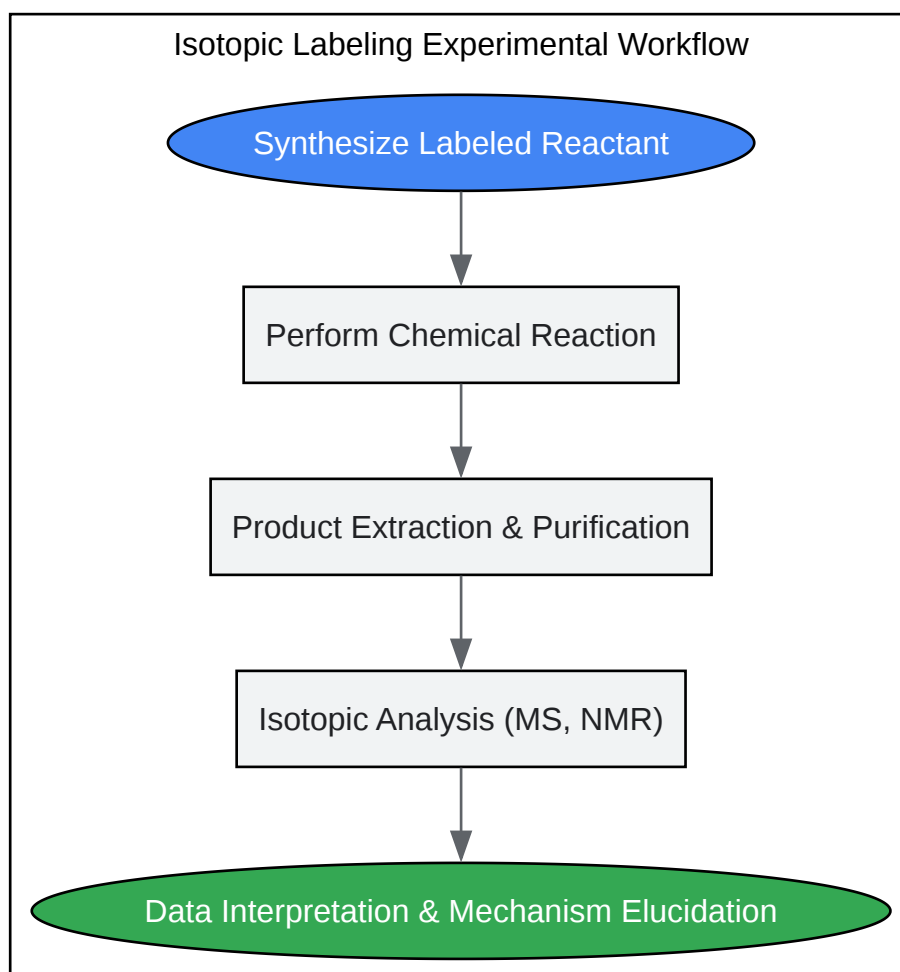 Isotopic Labeling Experimental Workflow
Synthesize Labeled Reactant
Perform Chemical Reaction
Product Extraction & Purification
Isotopic Analysis (MS, NMR)
Data Interpretation & Mechanism Elucidation